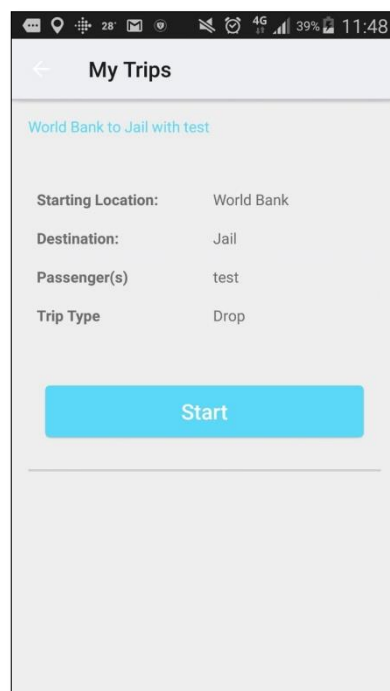 28° 4G 39% 11:48
My Trips
World Bank to Jail with test
Starting Location: World Bank
Destination: Jail
Passenger(s) test
Trip Type Drop
Start